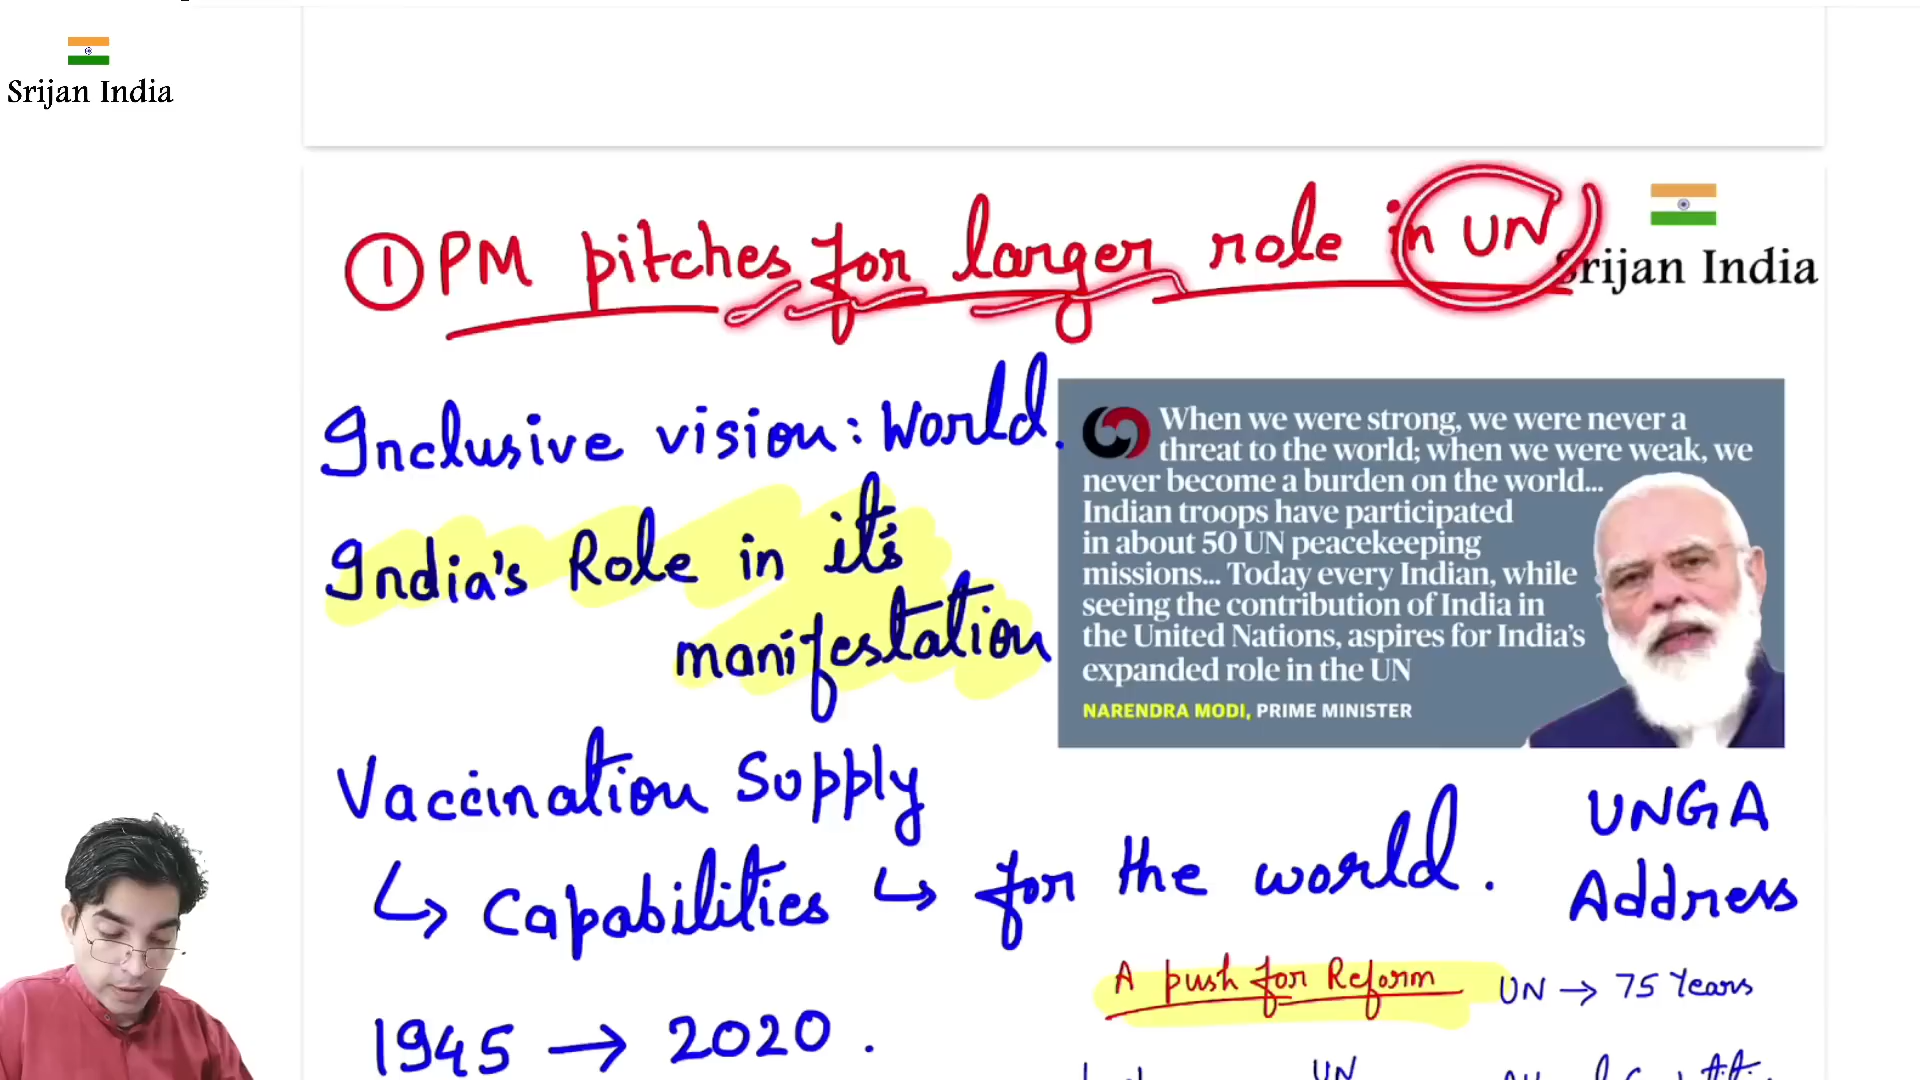 Srijan India
① PM pitches for larger role in UN
Srijan India
Inclusive vision: World.
India's Role in it's
manifestation
When we were strong, we were never a
threat to the world; when we were weak, we
never become a burden on the world...
Indian troops have participated
in about 50 UN peacekeeping
missions... Today every Indian, while
seeing the contribution of India in
the United Nations, aspires for India's
expanded role in the UN
NARENDRA MODI, PRIME MINISTER
Vaccination Supply
↳ Capabilities ↳ for the world.
UNGA
Address
A push for Reform
UN → 75 Years
1945 → 2020.
UN